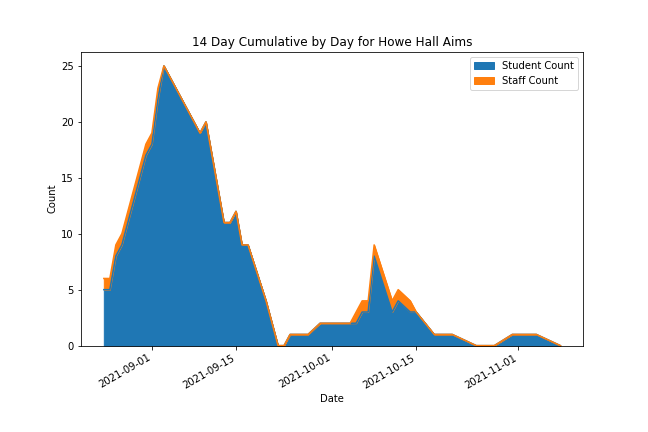 14 Day Cumulative by Day for Howe Hall Aims
Student Count
Staff Count
25
20
15
10
5
0
Count
2021-09-01
2021-09-15
2021-10-01
2021-10-15
2021-11-01
Date